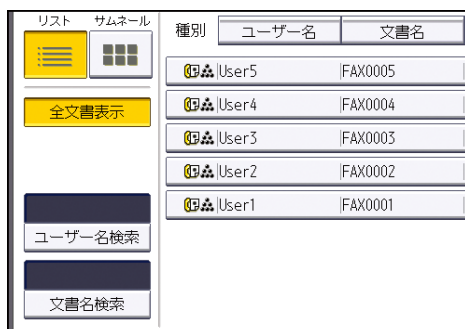 リスト サムネール
種別 ユーザー名 文書名
User5 FAX0005
全文書表示
User4 FAX0004
User3 FAX0003
User2 FAX0002
User1 FAX0001
ユーザー名検索
文書名検索